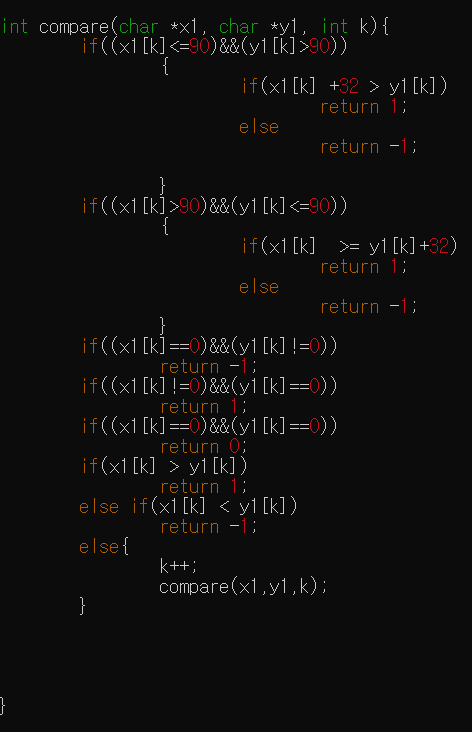 int compare(char *x1, char *y1, int k){
        if((x1[k]<=90)&&(y1[k]>90))
                {
                        if(x1[k] +32 > y1[k])
                                return 1;
                        else
                                return -1;
                }
        if((x1[k]>90)&&(y1[k]<=90))
                {
                        if(x1[k]  >= y1[k]+32)
                                return 1;
                        else
                                return -1;
                }
        if((x1[k]==0)&&(y1[k]!=0))
                return -1;
        if((x1[k]!=0)&&(y1[k]==0))
                return 1;
        if((x1[k]==0)&&(y1[k]==0))
                return 0;
        if(x1[k] > y1[k])
                return 1;
        else if(x1[k] < y1[k])
                return -1;
        else{
                k++;
                compare(x1,y1,k);
        }
}